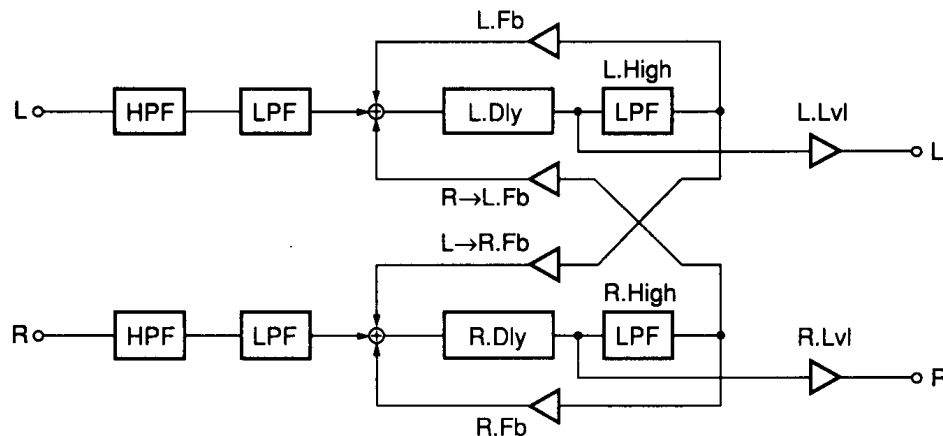 L.Fb
L.High
L HPF LPF L.Dly LPF
L.Lvl
L
R→L.Fb
L→R.Fb
R.High
R HPF LPF R.Dly LPF
R.Lvl
R
R.Fb